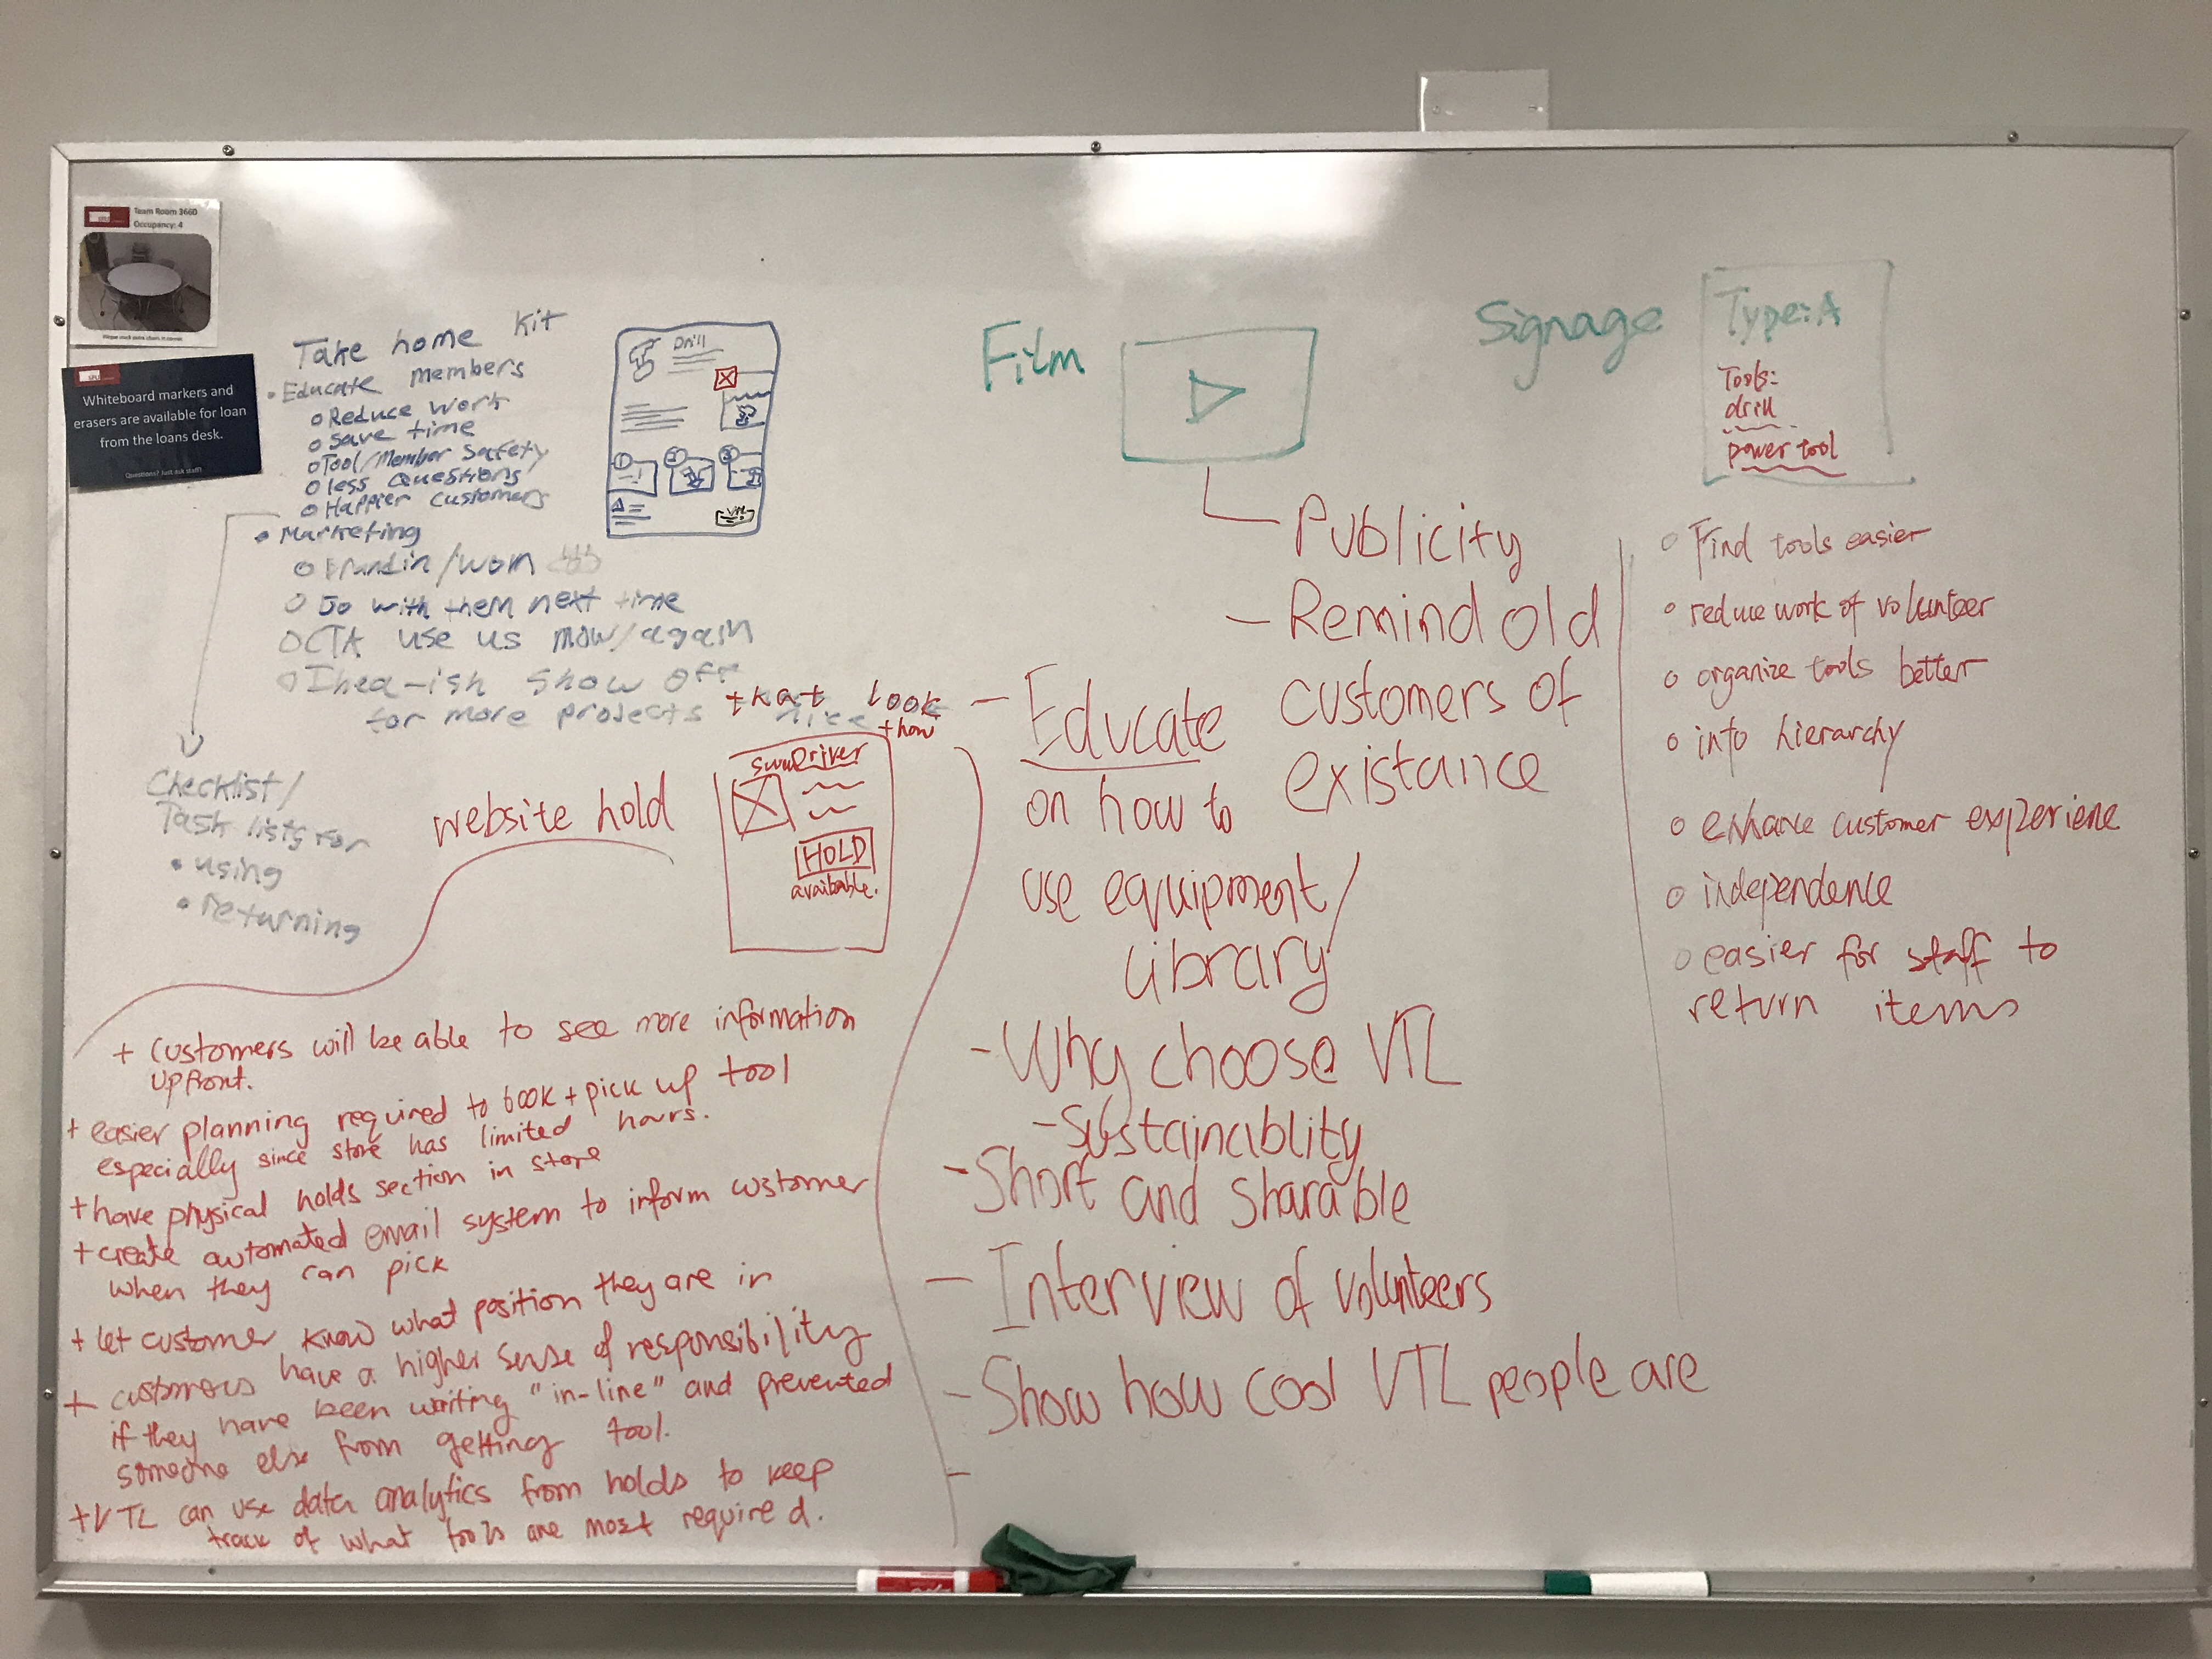 Team Room 3660
Occupancy: 4
SFU
Whiteboard markers and
erasers are available for loan
from the loans desk.
Questions? Just ask staff!
Take home kit
• Educate members
o Reduce work
o save time
o Tool/Member Safety
o less questions
o Happier customers
• Marketing
o Brandin/wom
o Go with them next time
o CTA use us now/again
o Ikea-ish show off
for more projects that look
nice
+ how
Checklist/
Task lists for
• using
• returning
Drill
1
2
3
VTL
website hold
Driver
HOLD
available.
+ customers will be able to see more information
upfront.
+ easier planning required to book + pick up tool
especially since store has limited hours.
+ have physical holds section in store
+ create automated email system to inform customer
when they can pick
+ let customer know what position they are in
+ customers have a higher sense of responsibility
if they have been waiting "in-line" and prevented
someone else from getting tool.
+ VTL can use data analytics from holds to keep
track of what tools are most required.
Film
Publicity
- Remind old
customers of
existance
- Educate
on how to
use equipment/
library
- Why choose VTL
- Sustainablity
- Short and sharable
- Interview of volunteers
- Show how cool VTL people are
-
Signage
Type: A
Tools:
drill
power tool
o Find tools easier
o reduce work of volunteer
o organize tools better
o into hierarchy
o enhance customer experiene
o independence
o easier for staff to
return items